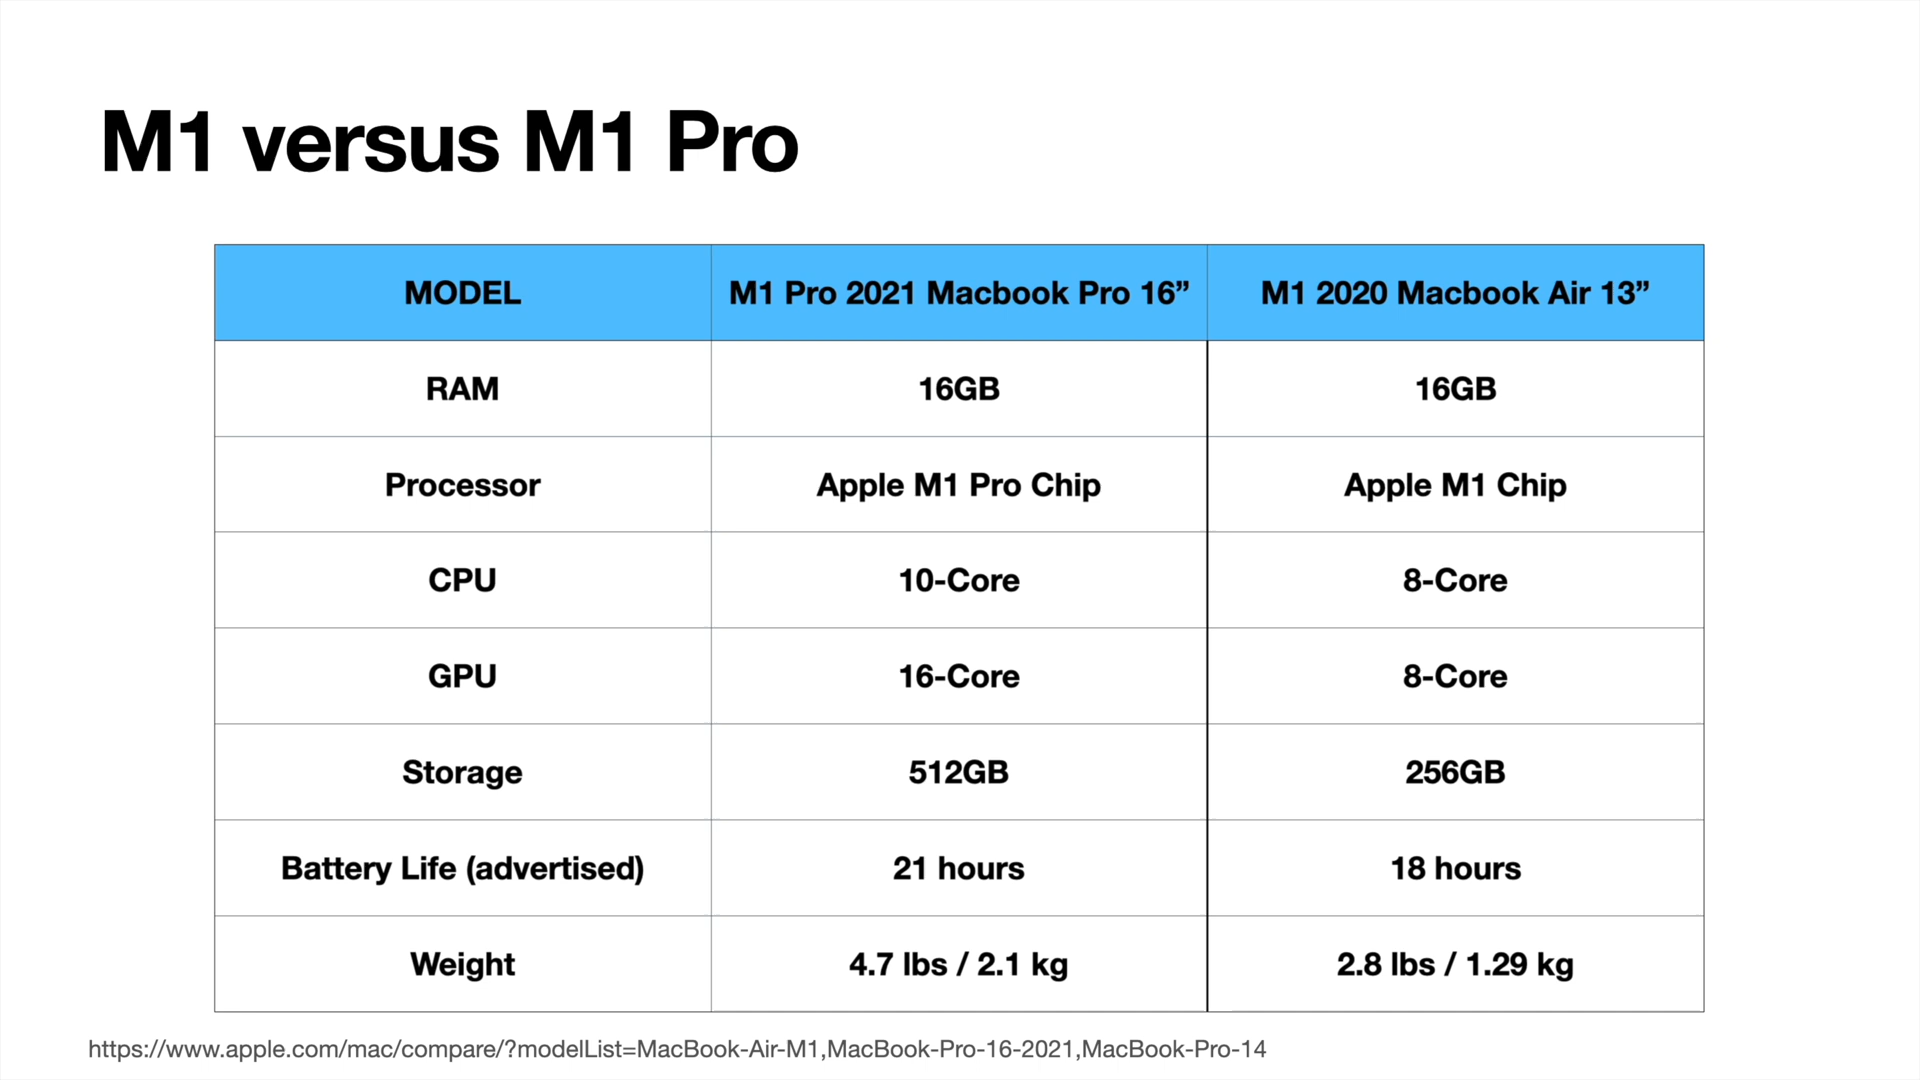 M1 versus M1 Pro
MODEL M1 Pro 2021 Macbook Pro 16” M1 2020 Macbook Air 13”
RAM 16GB 16GB
Processor Apple M1 Pro Chip Apple M1 Chip
CPU 10-Core 8-Core
GPU 16-Core 8-Core
Storage 512GB 256GB
Battery Life (advertised) 21 hours 18 hours
Weight 4.7 lbs / 2.1 kg 2.8 lbs / 1.29 kg
https://www.apple.com/mac/compare/?modelList=MacBook-Air-M1,MacBook-Pro-16-2021,MacBook-Pro-14